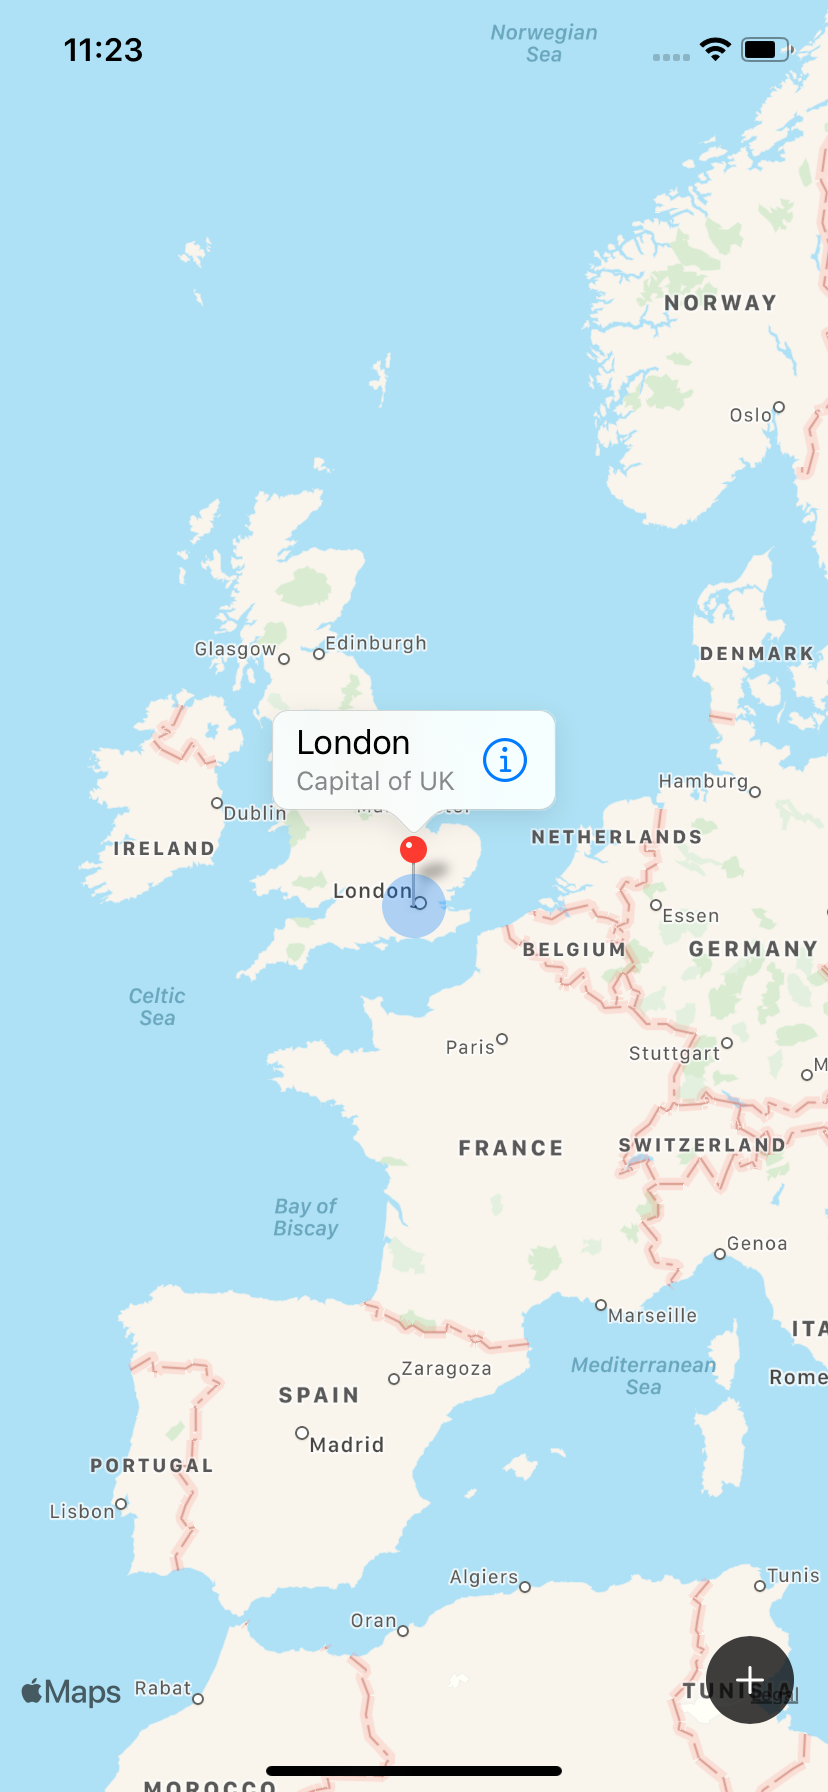 11:23
Norwegian
Sea
NORWAY
Oslo
Glasgow
Edinburgh
DENMARK
London
Capital of UK
Hamburg
Dublin
NETHERLANDS
IRELAND
London
Essen
BELGIUM
GERMANY
Celtic
Sea
Paris
Stuttgart
M
FRANCE
SWITZERLAND
Bay of
Biscay
Genoa
Marseille
ITA
Mediterranean
Sea
Zaragoza
Rome
SPAIN
Madrid
PORTUGAL
Lisbon
Algiers
Tunis
Oran
Maps
Rabat
TUNISIA
Legal
MOROCCO